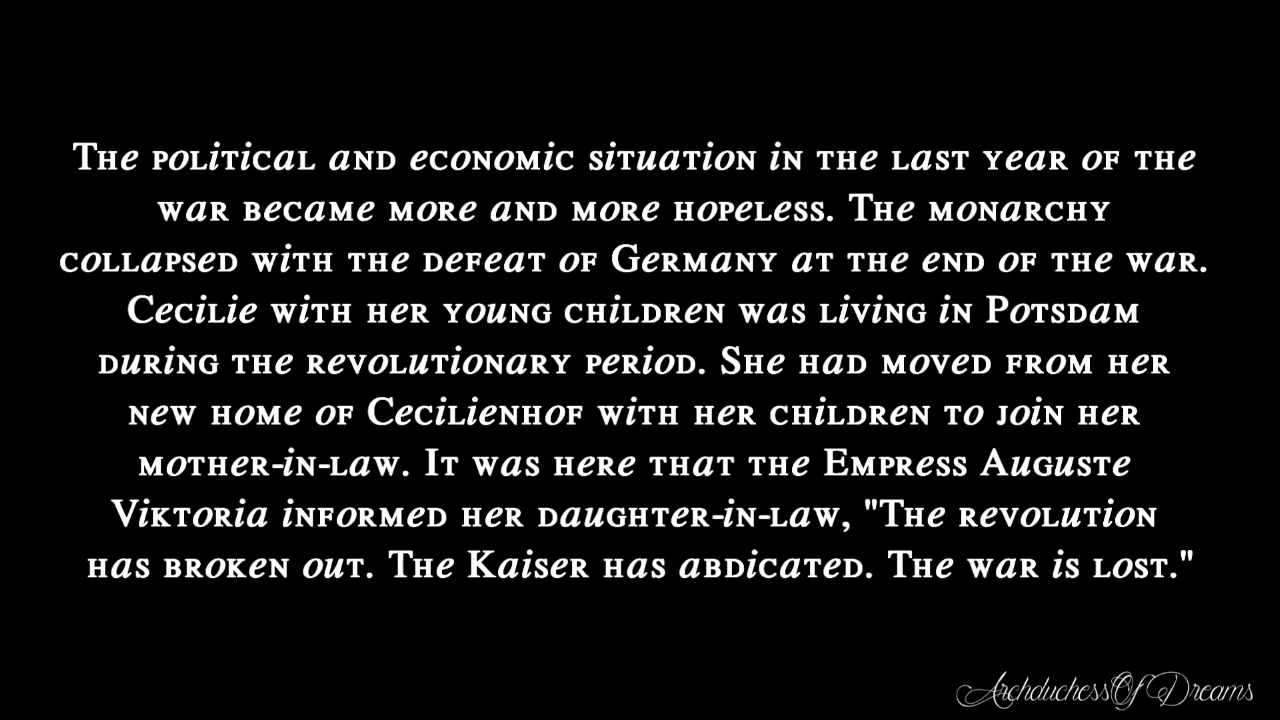 The political and economic situation in the last year of the
war became more and more hopeless. The monarchy
collapsed with the defeat of Germany at the end of the war.
Cecilie with her young children was living in Potsdam
during the revolutionary period. She had moved from her
new home of Cecilienhof with her children to join her
mother-in-law. It was here that the Empress Auguste
Viktoria informed her daughter-in-law, "The revolution
has broken out. The Kaiser has abdicated. The war is lost."
ArchduchessOfDreams